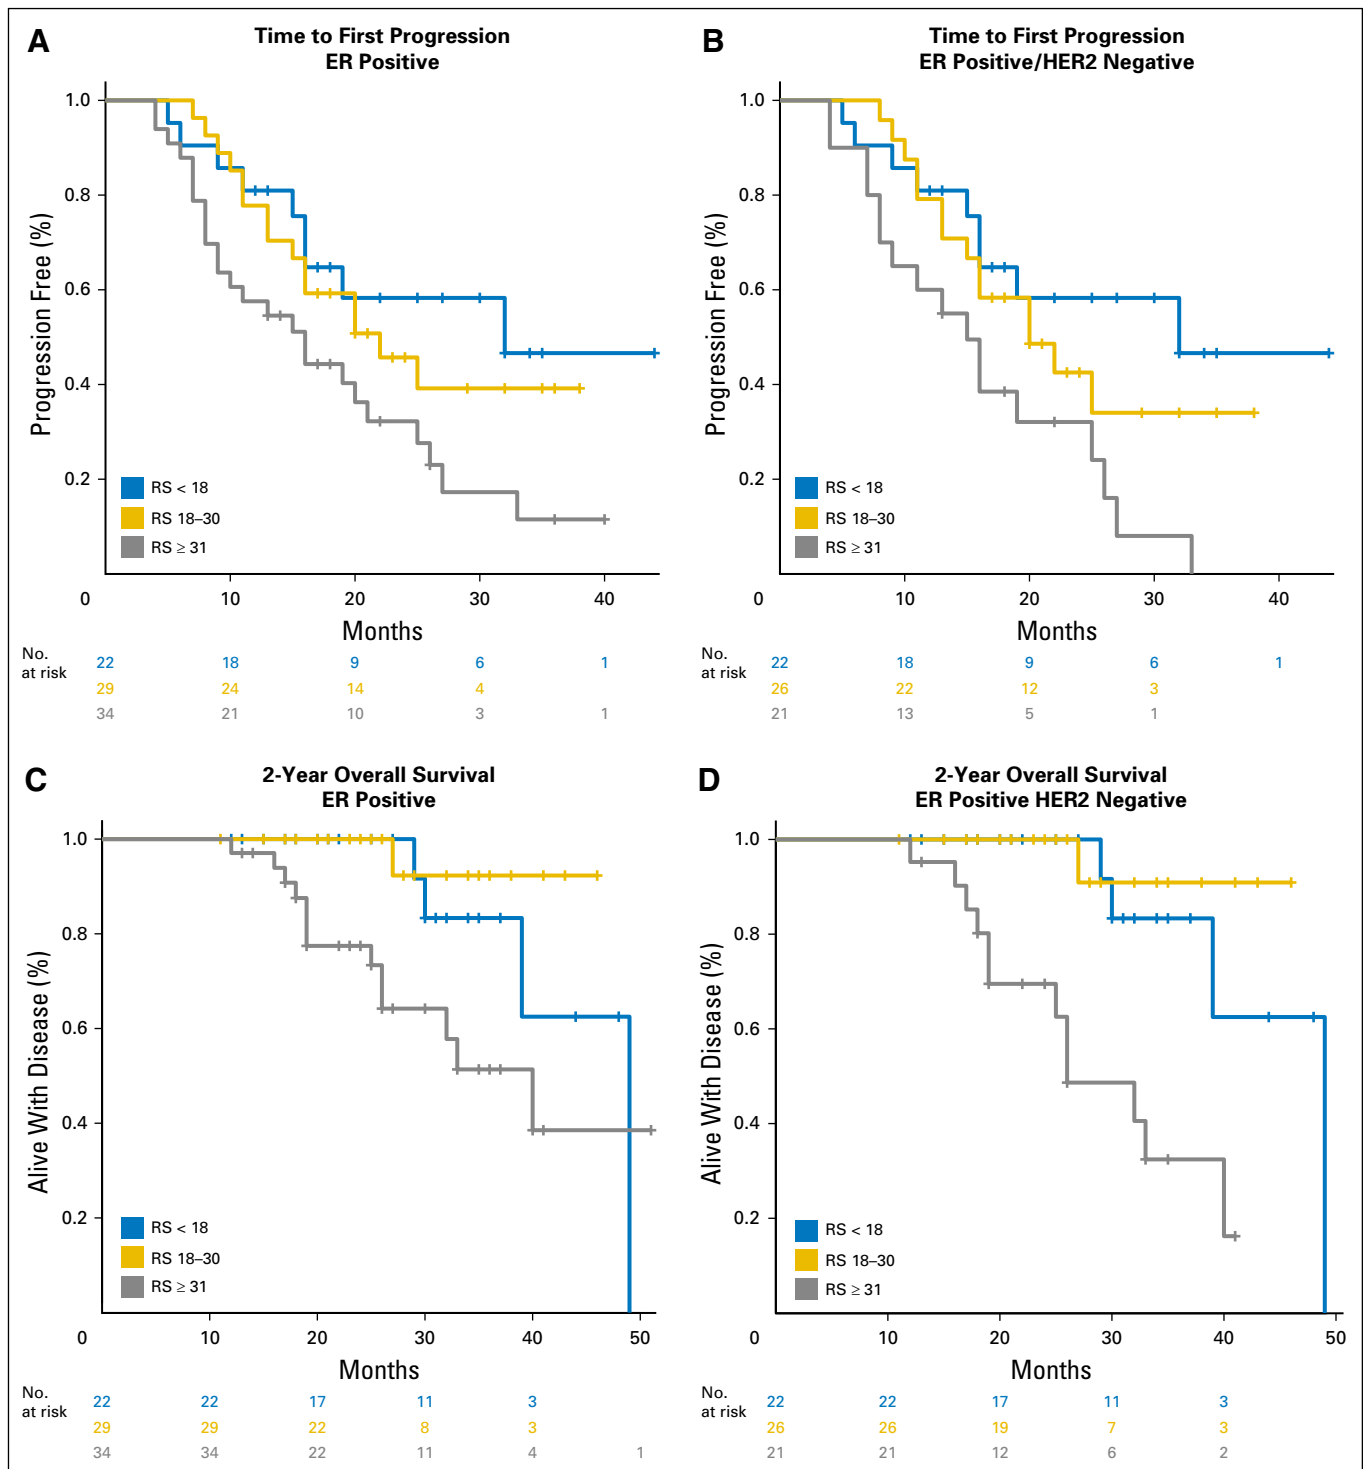 A
Time to First Progression
ER Positive
1.0
0.8
0.6
0.4
0.2
Progression Free (%)
RS < 18
RS 18–30
RS ≥ 31
0 10 20 30 40
Months
No.
at risk
22 18 9 6 1
29 24 14 4
34 21 10 3 1
B
Time to First Progression
ER Positive/HER2 Negative
1.0
0.8
0.6
0.4
0.2
Progression Free (%)
RS < 18
RS 18–30
RS ≥ 31
0 10 20 30 40
Months
No.
at risk
22 18 9 6 1
26 22 12 3
21 13 5 1
C
2-Year Overall Survival
ER Positive
1.0
0.8
0.6
0.4
0.2
Alive With Disease (%)
RS < 18
RS 18–30
RS ≥ 31
0 10 20 30 40 50
Months
No.
at risk
22 22 17 11 3
29 29 22 8 3
34 34 22 11 4 1
D
2-Year Overall Survival
ER Positive HER2 Negative
1.0
0.8
0.6
0.4
0.2
Alive With Disease (%)
RS < 18
RS 18–30
RS ≥ 31
0 10 20 30 40 50
Months
No.
at risk
22 22 17 11 3
26 26 19 7 3
21 21 12 6 2